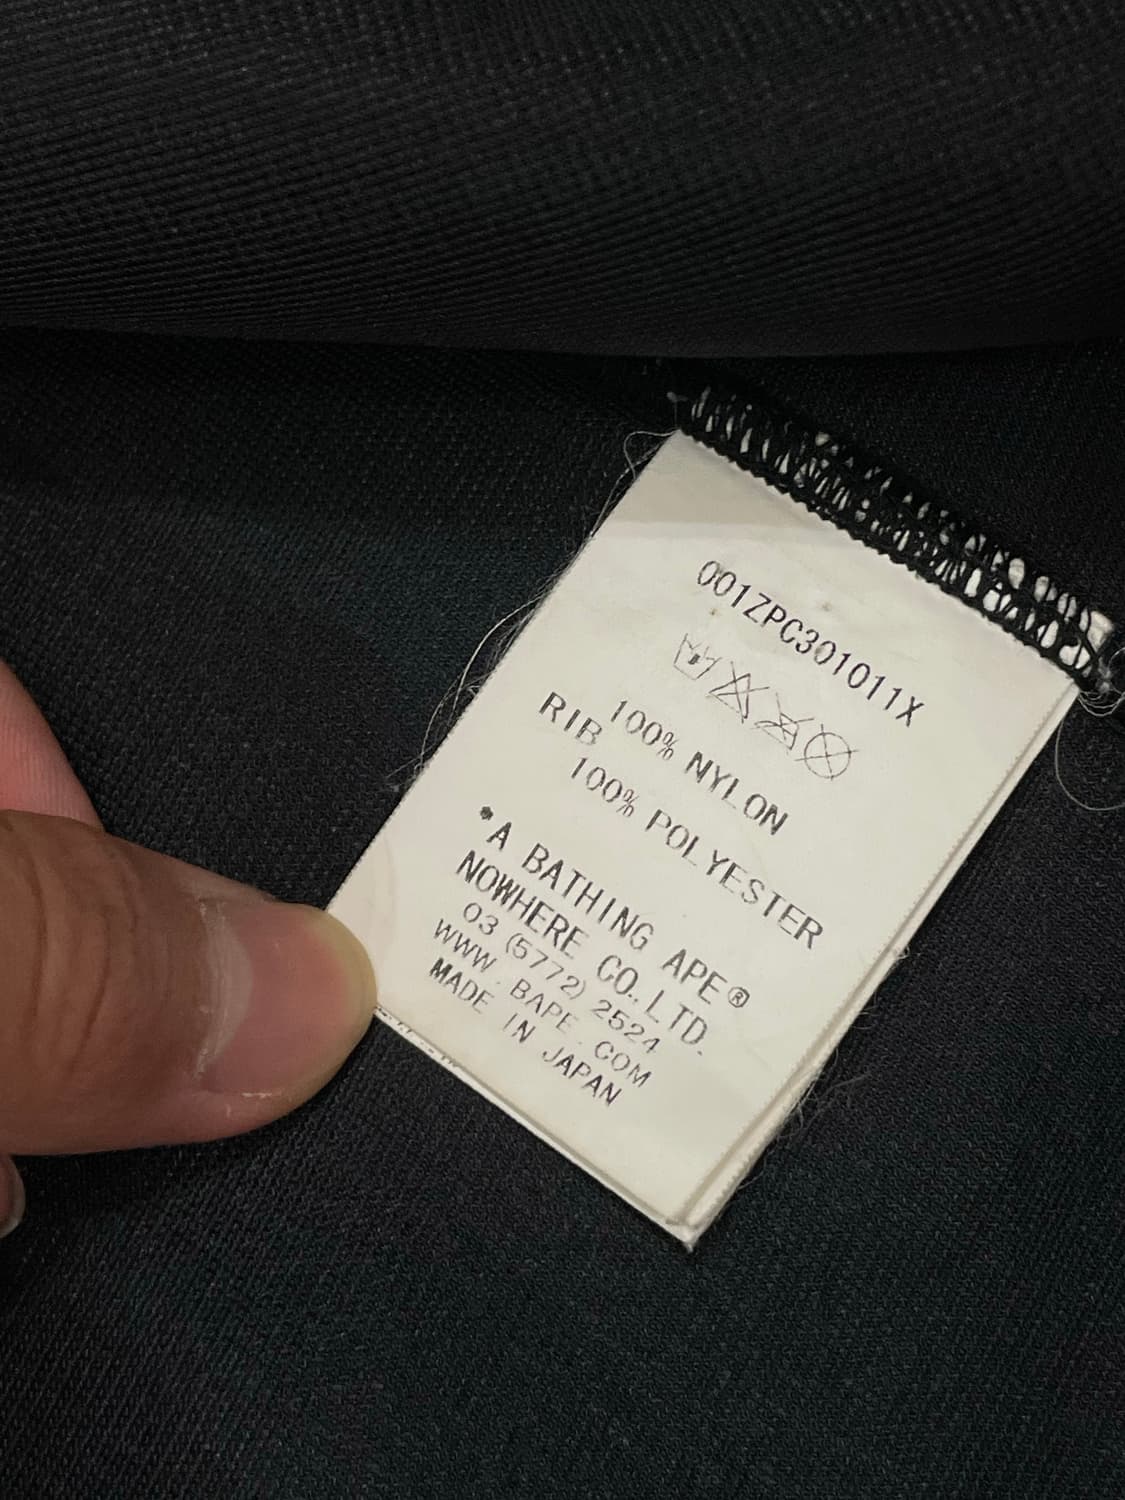 001ZPC301011X
100% NYLON
RIB
100% POLYESTER
*A BATHING APE®
NOWHERE CO.,LTD.
03 (5772) 2524
WWW.BAPE.COM
MADE IN JAPAN